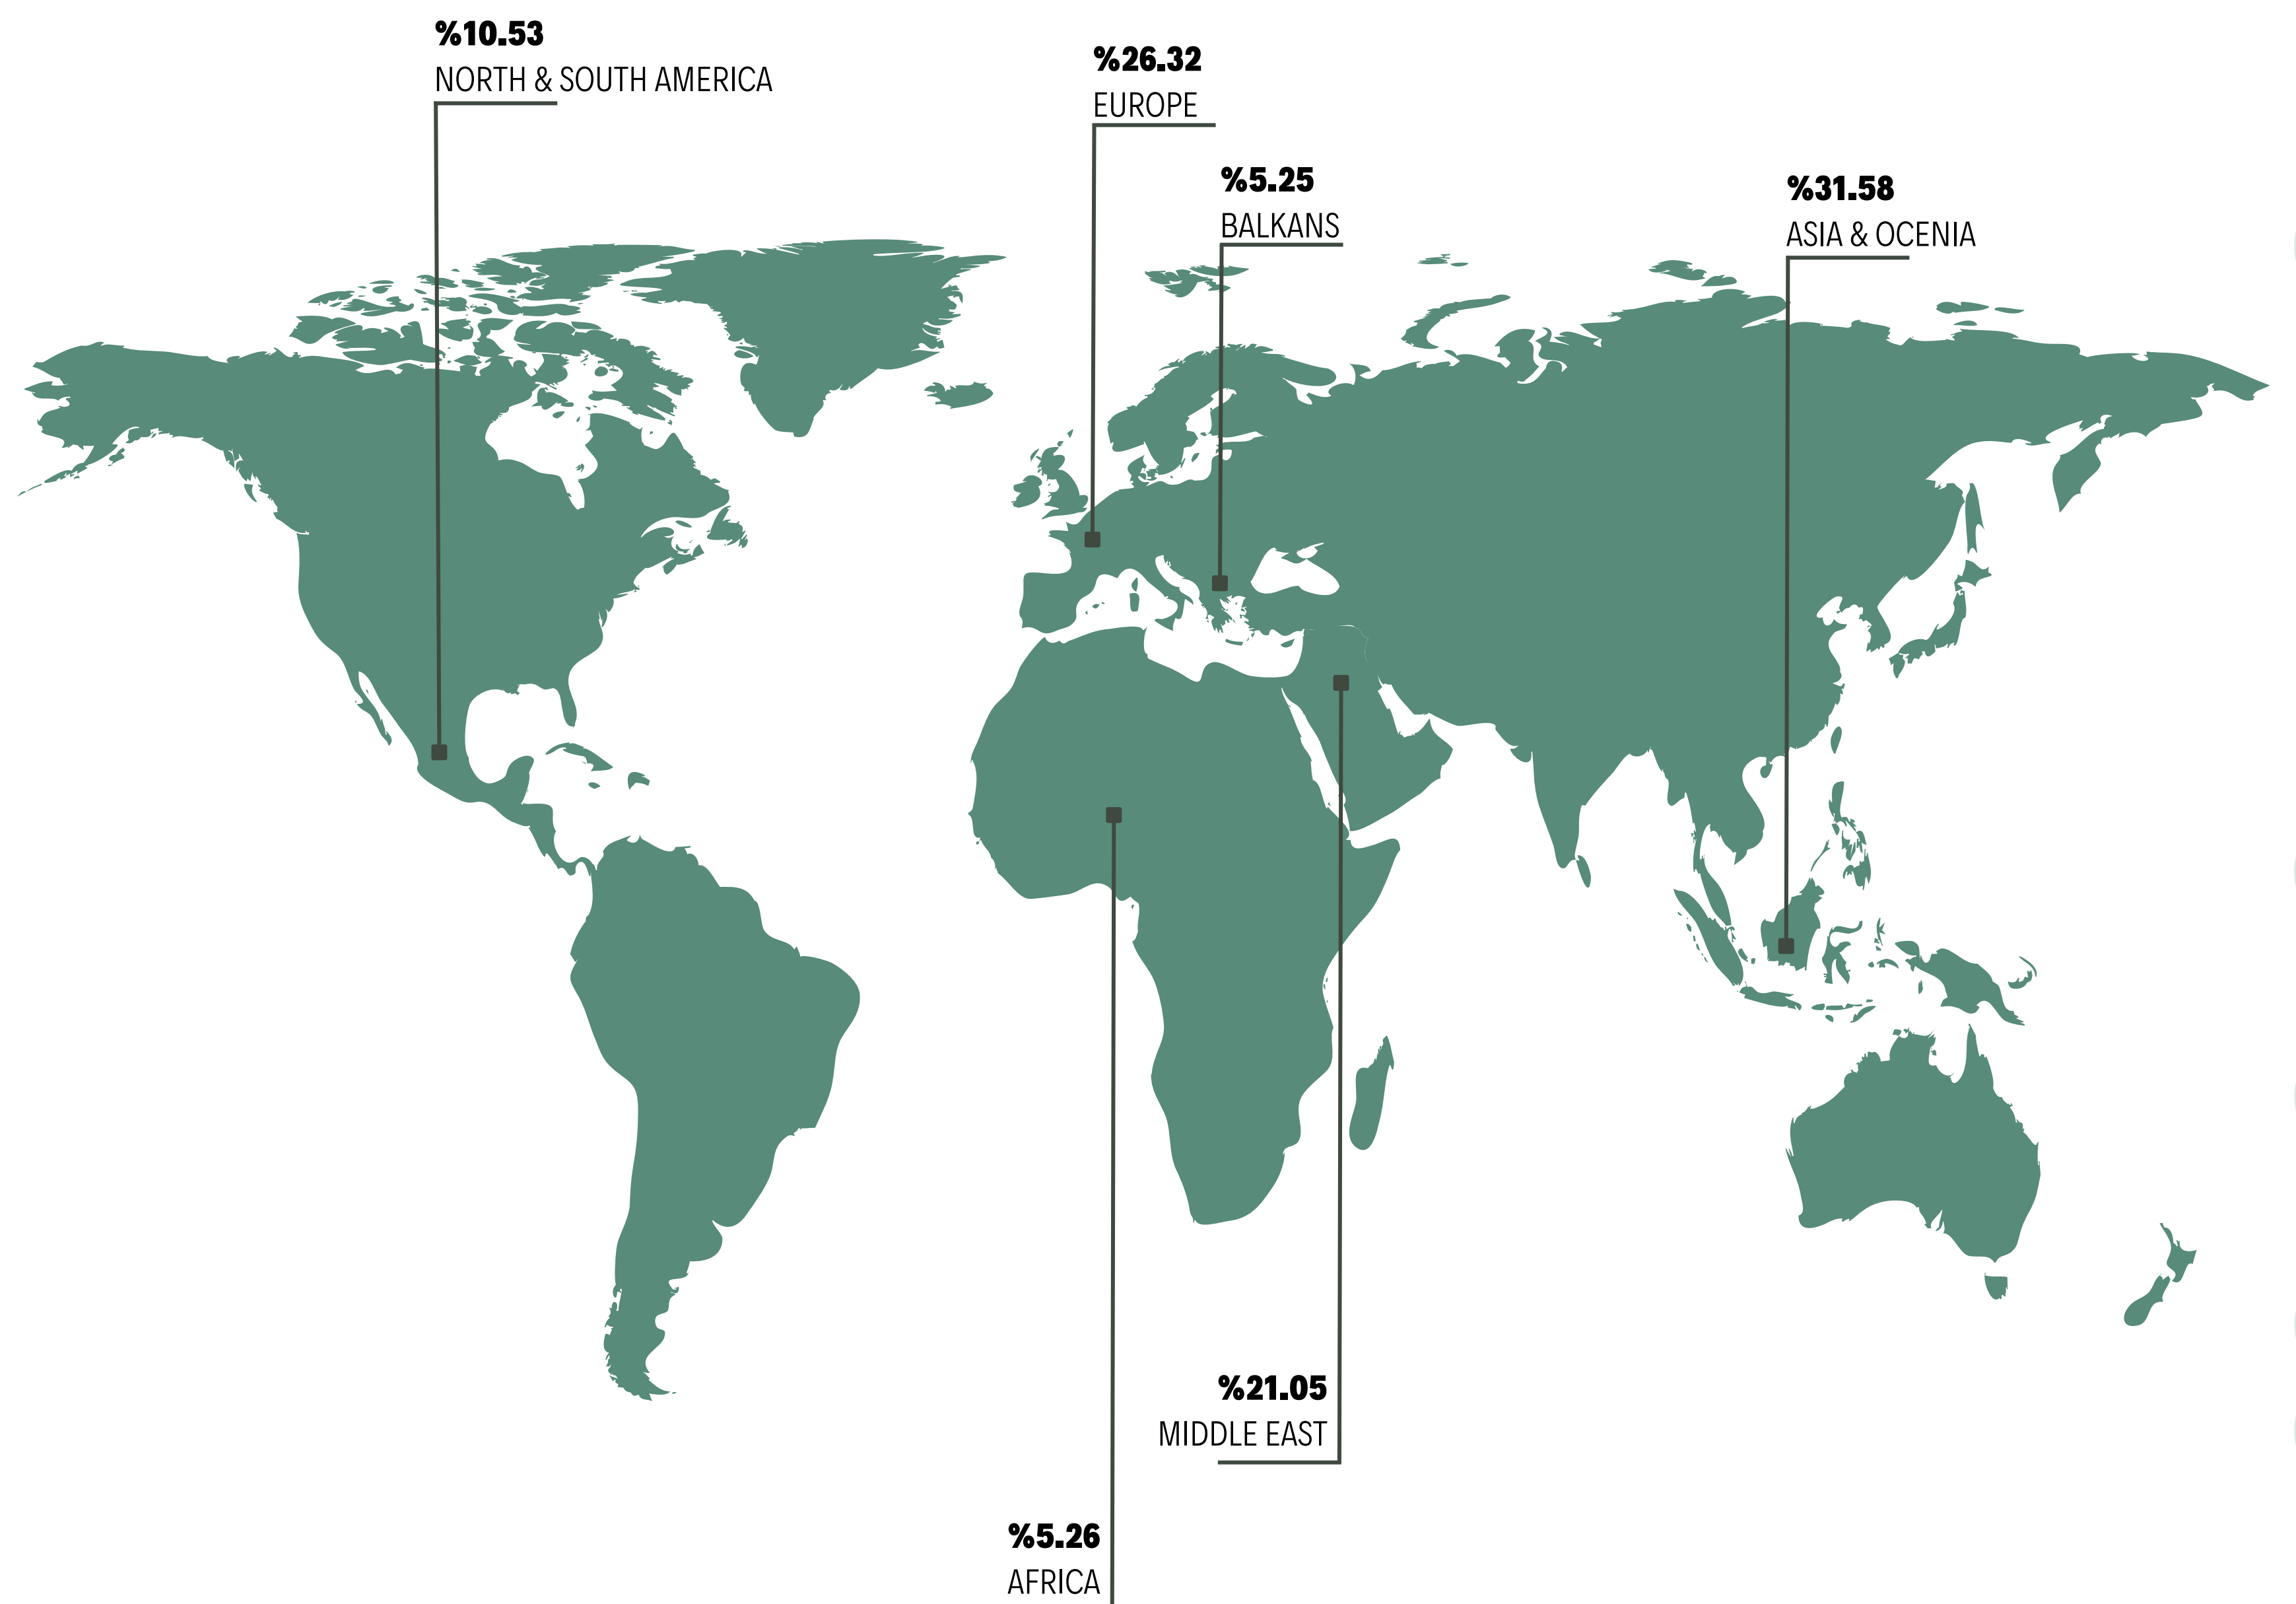 %10.53
NORTH & SOUTH AMERICA
%26.32
EUROPE
%5.25
BALKANS
%31.58
ASIA & OCENIA
%21.05
MIDDLE EAST
%5.26
AFRICA